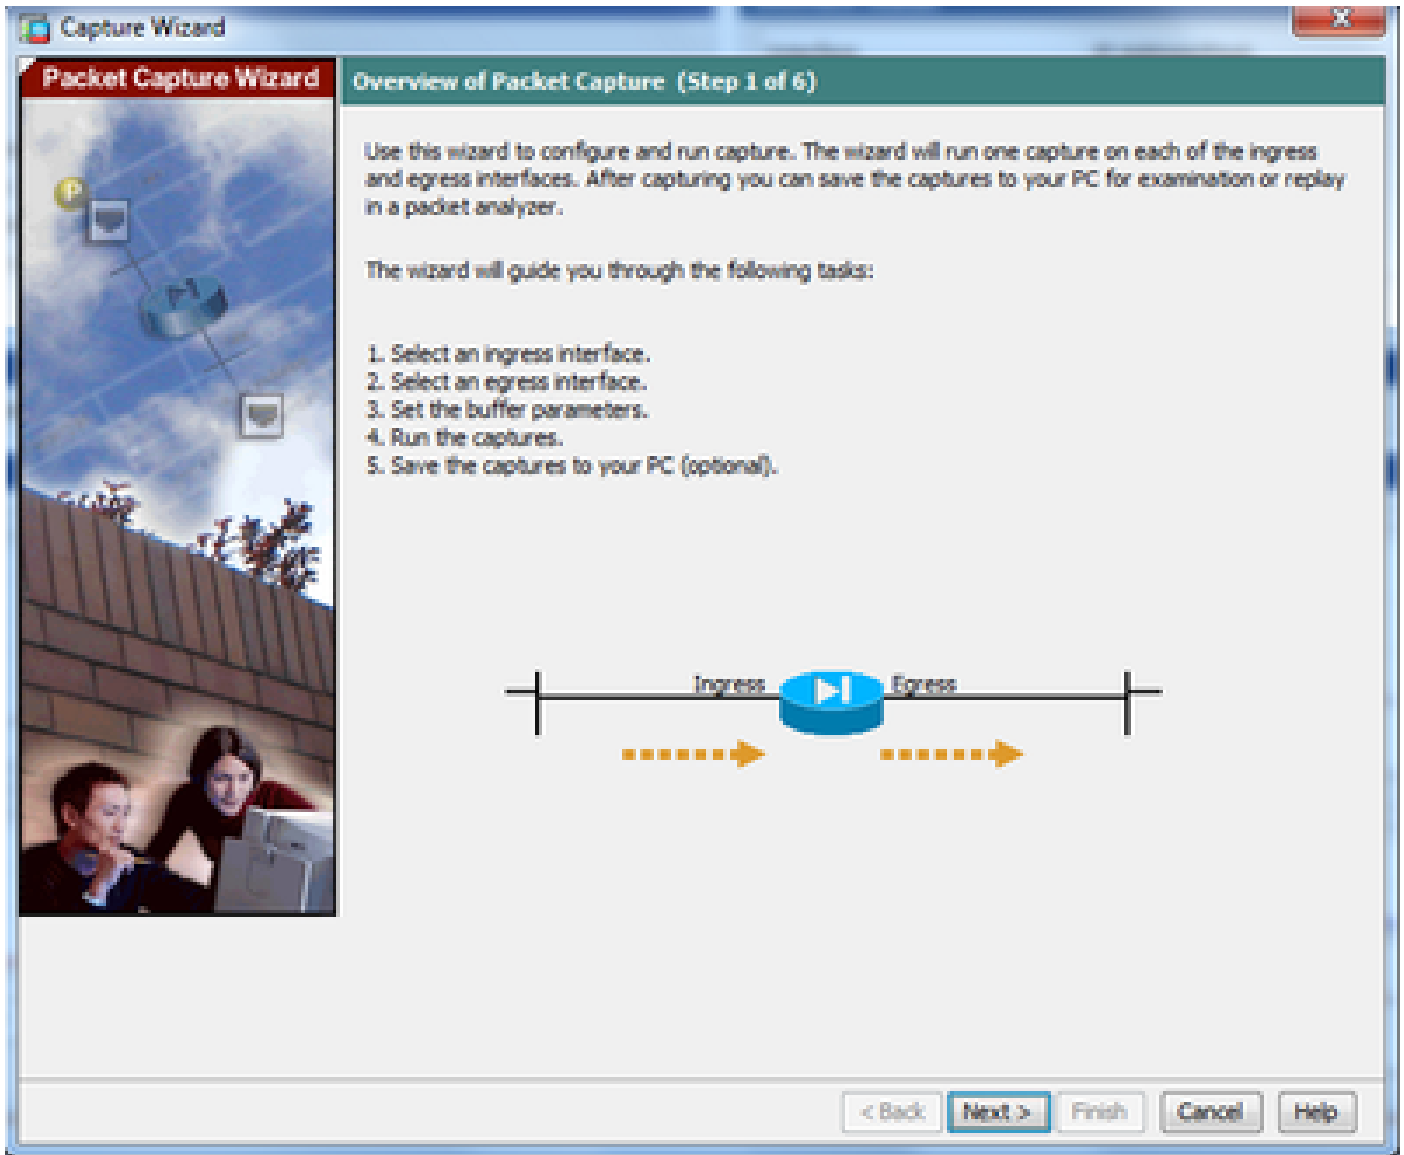 Capture Wizard
Packet Capture Wizard
Overview of Packet Capture (Step 1 of 6)
Use this wizard to configure and run capture. The wizard will run one capture on each of the ingress
and egress interfaces. After capturing you can save the captures to your PC for examination or replay
in a packet analyzer.
The wizard will guide you through the following tasks:
1. Select an ingress interface.
2. Select an egress interface.
3. Set the buffer parameters.
4. Run the captures.
5. Save the captures to your PC (optional).
Ingress
Egress
P
< Back
Next >
Finish
Cancel
Help